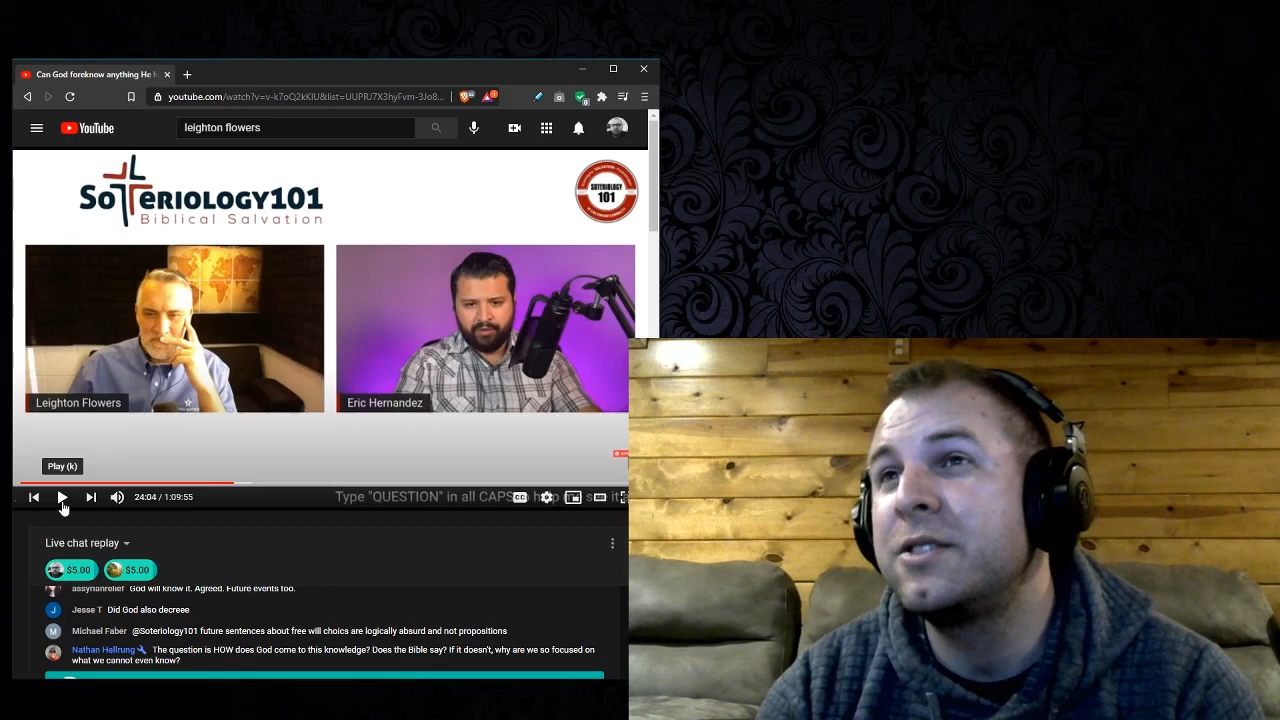 Can God foreknow anything He h
youtube.com/watch?v=v-k7oQ2kKlU&list=UUPRJ7X3hyFvm-3Jo8...
YouTube
leighton flowers
SOTERIOLOGY101
Biblical Salvation
SOTERIOLOGY
101
Leighton Flowers
Eric Hernandez
Play (k)
24:04 / 1:09:55
Type "QUESTION" in all CAPS
Live chat replay
$5.00
$5.00
assyrianrelief God will know it. Agreed. Future events too.
J Jesse T Did God also decreee
M Michael Faber @Soteriology101 future sentences about free will choics are logically absurd and not propositions
Nathan Hellrung The question is HOW does God come to this knowledge? Does the Bible say? If it doesn't, why are we so focused on
what we cannot even know?